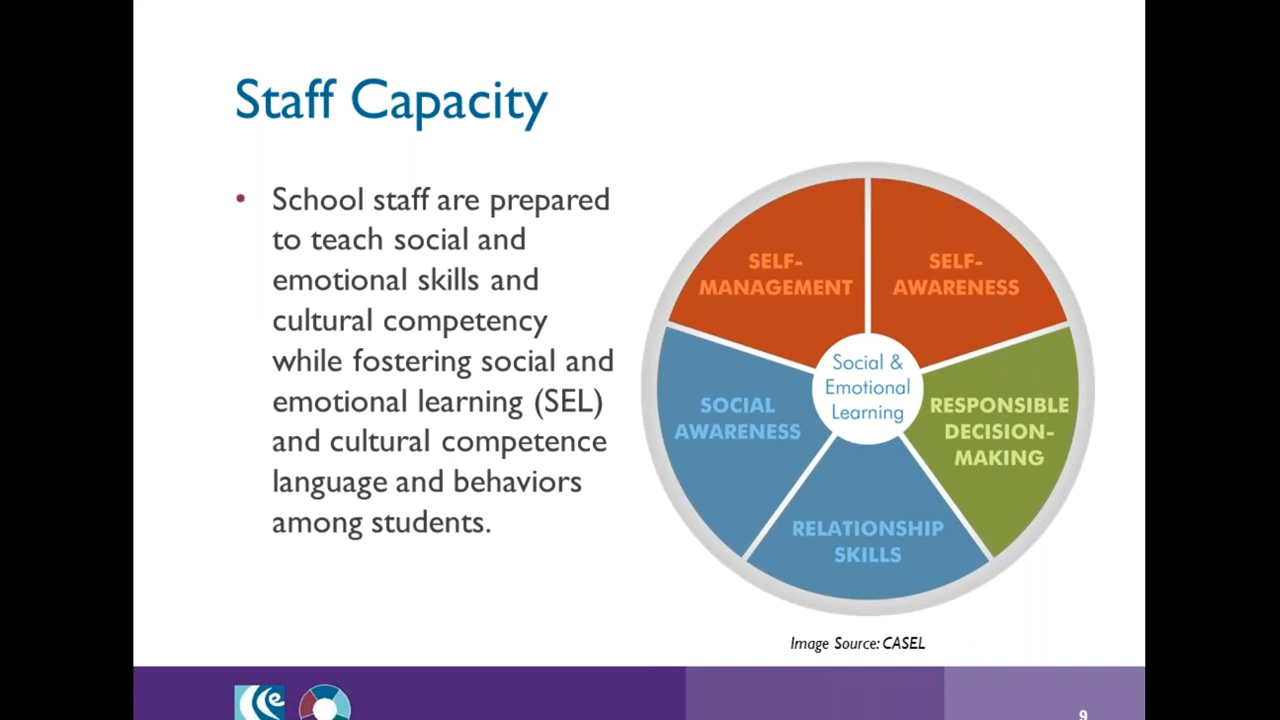 Staff Capacity
• School staff are prepared
to teach social and
emotional skills and
cultural competency
while fostering social and
emotional learning (SEL)
and cultural competence
language and behaviors
among students.
SELF-
MANAGEMENT
SELF-
AWARENESS
Social &
Emotional
Learning
SOCIAL
AWARENESS
RESPONSIBLE
DECISION-
MAKING
RELATIONSHIP
SKILLS
Image Source: CASEL
9